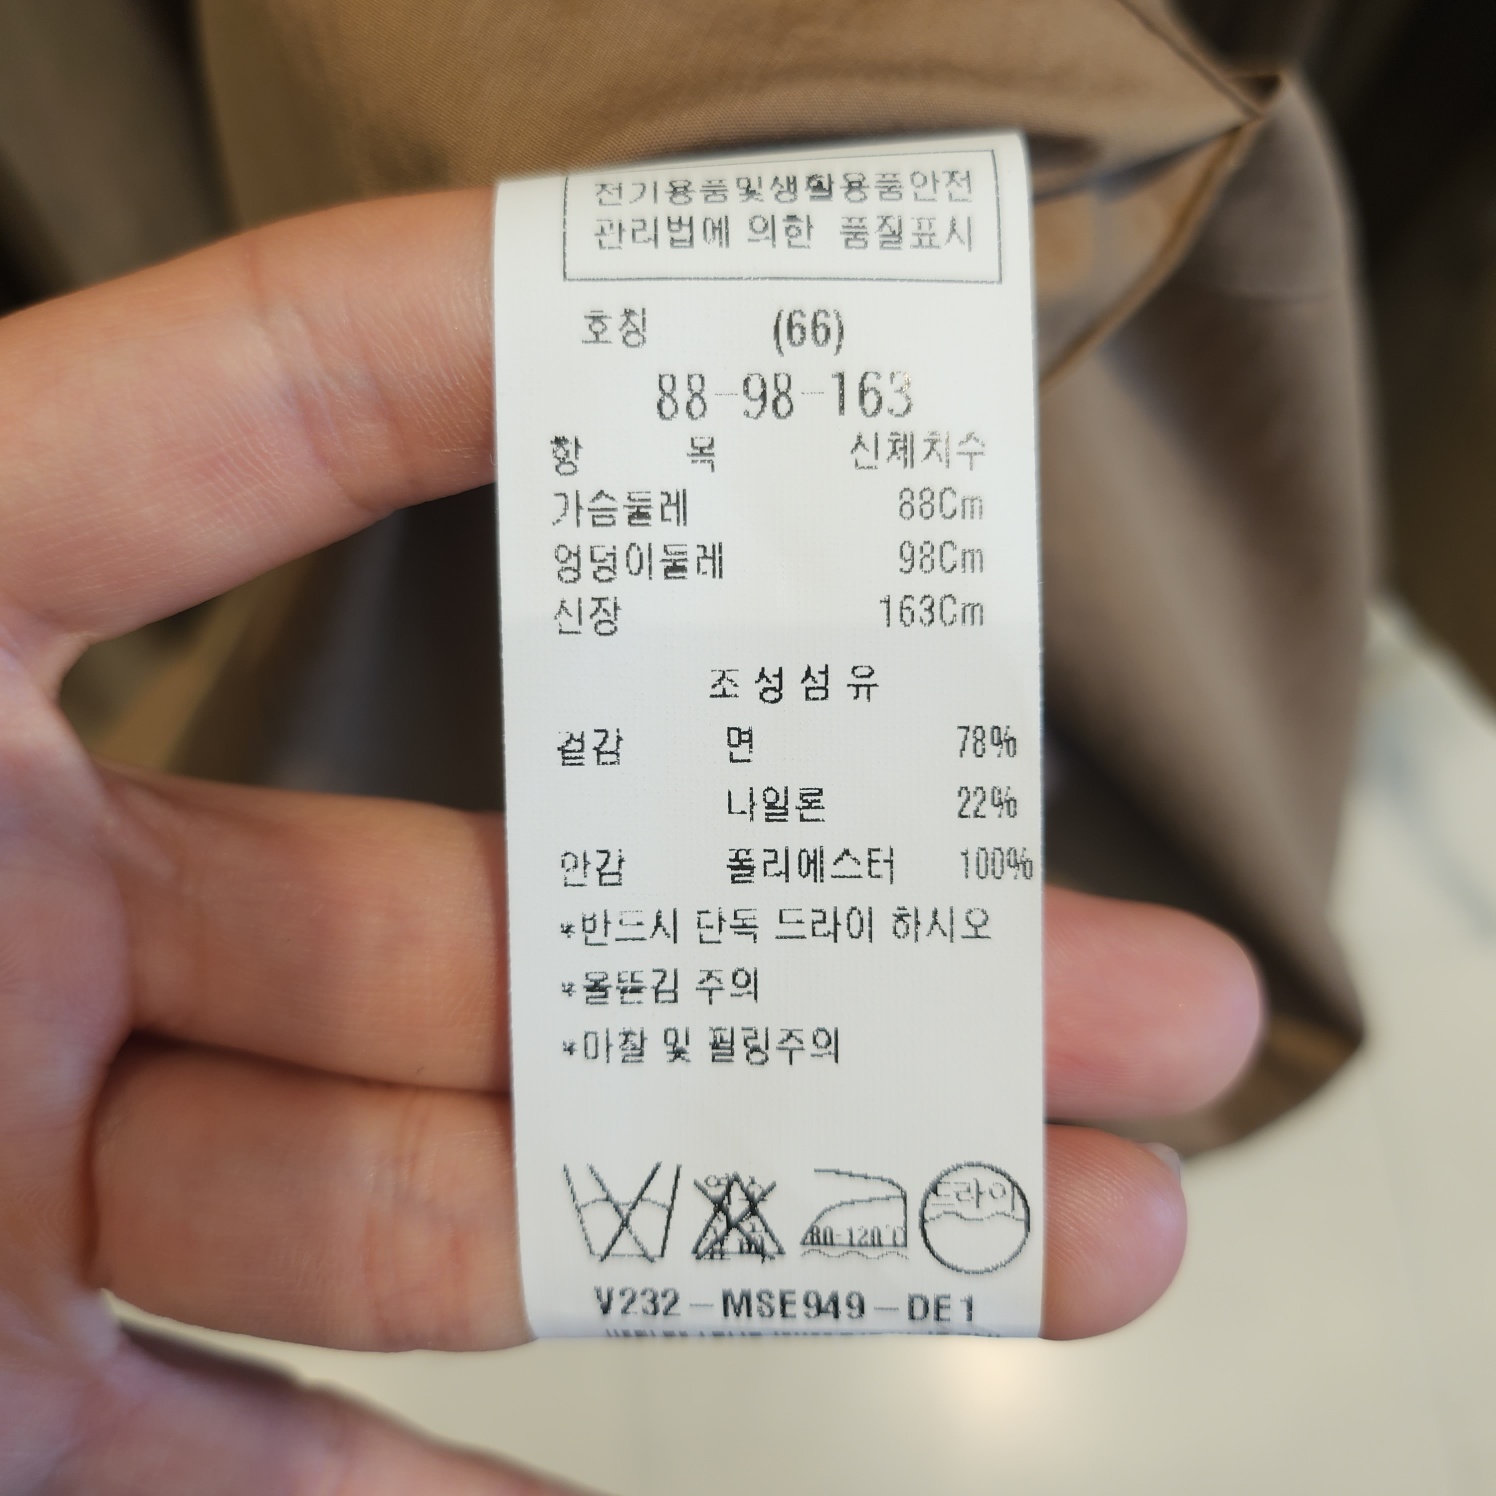 전기용품및생활용품안전
관리법에 의한 품질표시
호칭 (66)
88-98-163
항 목 신체치수
가슴둘레 88Cm
엉덩이둘레 98Cm
신장 163Cm
조성섬유
겉감 면 78%
나일론 22%
안감 폴리에스터 100%
*반드시 단독 드라이 하시오
*올뜯김 주의
*마찰 및 필링주의
80-120℃ 드라이
V232-MSE949-DE1